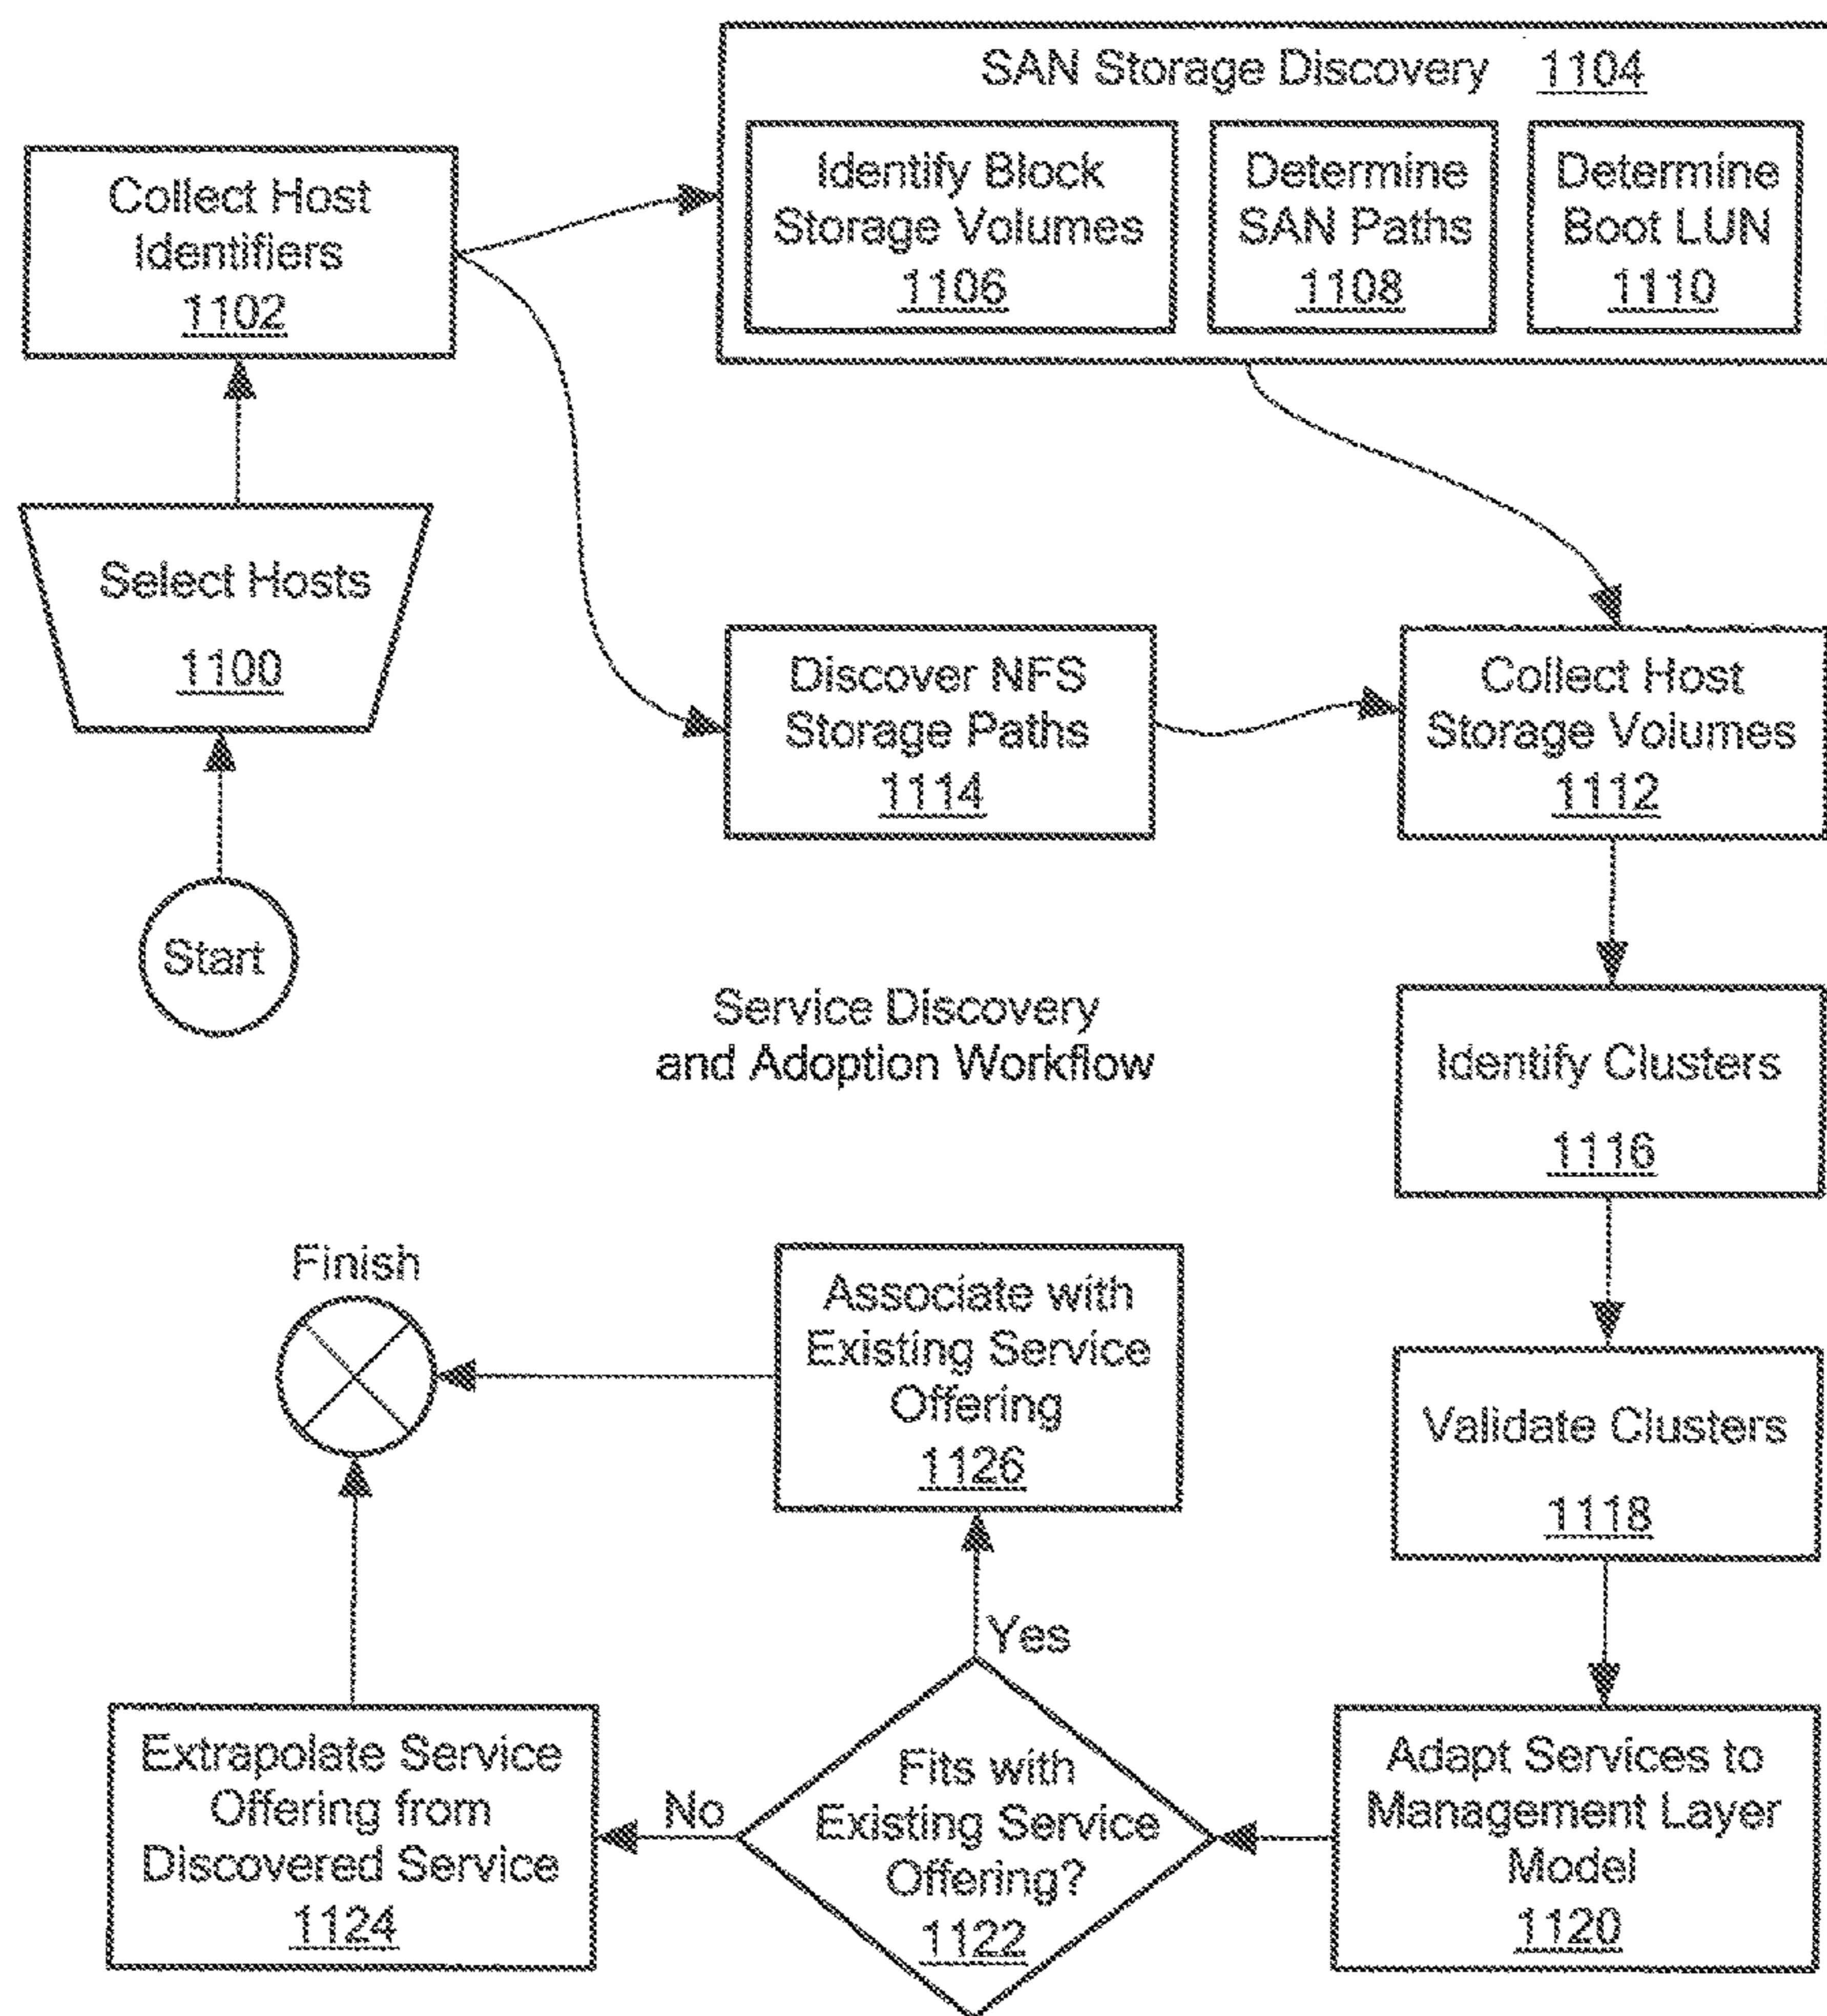 SAN Storage Discovery 1104
Identify Block
Storage Volumes
1106
Determine
SAN Paths
1108
Determine
Boot LUN
1110
Collect Host
Identifiers
1102
Select Hosts
1100
Start
Discover NFS
Storage Paths
1114
Collect Host
Storage Volumes
1112
Service Discovery
and Adoption Workflow
Identify Clusters
1116
Validate Clusters
1118
Adapt Services to
Management Layer
Model
1120
Fits with
Existing Service
Offering?
1122
Yes
No
Associate with
Existing Service
Offering
1126
Extrapolate Service
Offering from
Discovered Service
1124
Finish